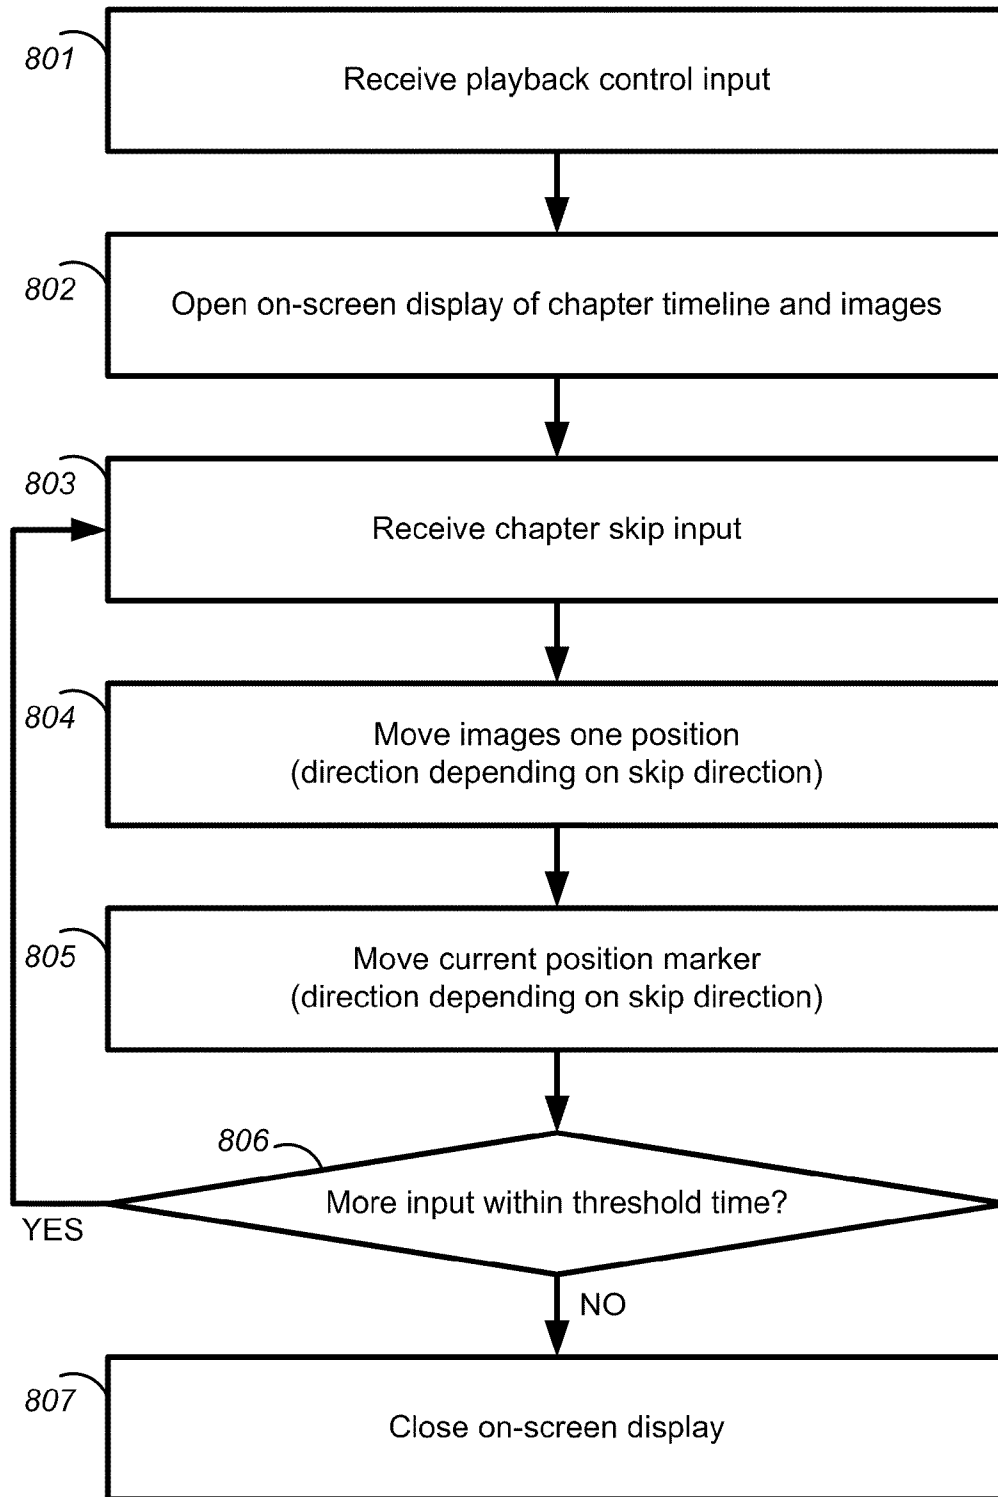 801
Receive playback control input
802
Open on-screen display of chapter timeline and images
803
Receive chapter skip input
804
Move images one position
(direction depending on skip direction)
805
Move current position marker
(direction depending on skip direction)
806
More input within threshold time?
YES
NO
807
Close on-screen display